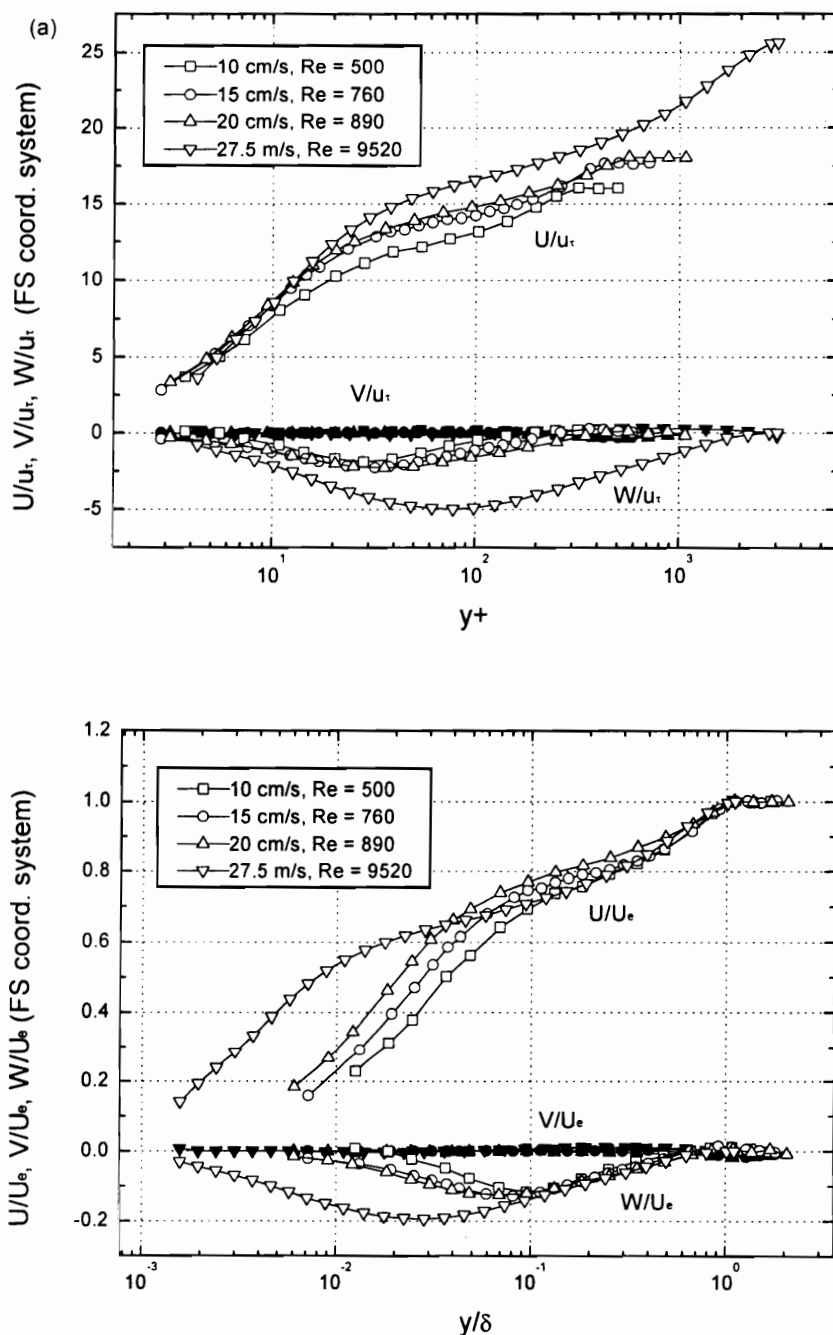 (a)
10 cm/s, Re = 500
15 cm/s, Re = 760
20 cm/s, Re = 890
27.5 m/s, Re = 9520
25
20
15
10
5
0
-5
U/uτ, V/uτ, W/uτ (FS coord. system)
U/uτ
V/uτ
W/uτ
10^1
10^2
10^3
y+
10 cm/s, Re = 500
15 cm/s, Re = 760
20 cm/s, Re = 890
27.5 m/s, Re = 9520
1.2
1.0
0.8
0.6
0.4
0.2
0.0
-0.2
U/Ue, V/Ue, W/Ue (FS coord. system)
U/Ue
V/Ue
W/Ue
10^-3
10^-2
10^-1
10^0
y/δ